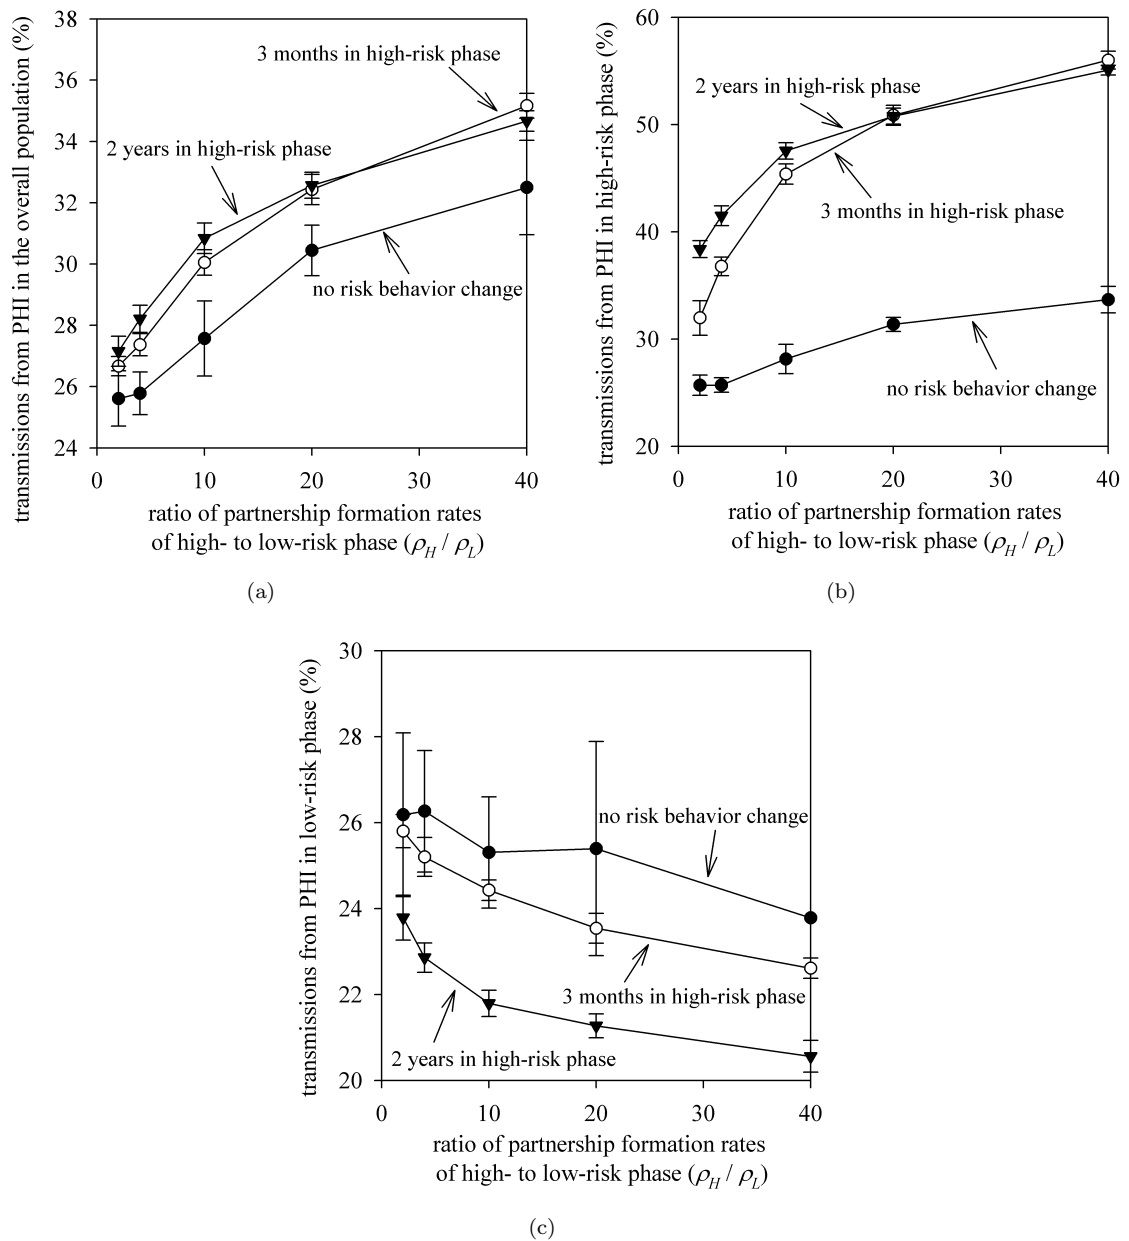 transmissions from PHI in the overall population (%)
38
36
34
32
30
28
26
24
3 months in high-risk phase
2 years in high-risk phase
no risk behavior change
0 10 20 30 40
ratio of partnership formation rates
of high- to low-risk phase (ρH / ρL)
(a)
transmissions from PHI in high-risk phase (%)
60
50
40
30
20
2 years in high-risk phase
3 months in high-risk phase
no risk behavior change
0 10 20 30 40
ratio of partnership formation rates
of high- to low-risk phase (ρH / ρL)
(b)
transmissions from PHI in low-risk phase (%)
30
28
26
24
22
20
no risk behavior change
3 months in high-risk phase
2 years in high-risk phase
0 10 20 30 40
ratio of partnership formation rates
of high- to low-risk phase (ρH / ρL)
(c)